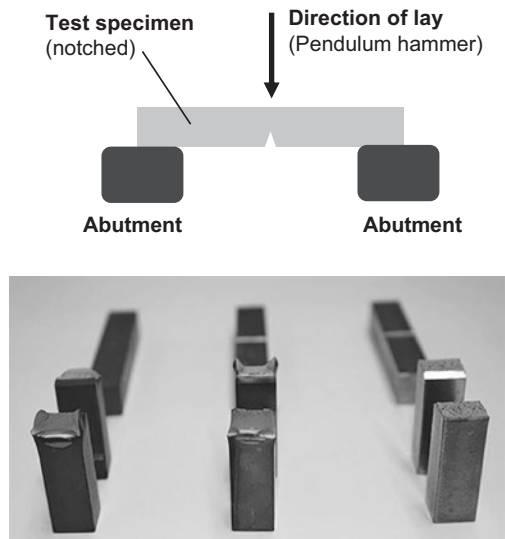 Test specimen
(notched)
Direction of lay
(Pendulum hammer)
Abutment
Abutment